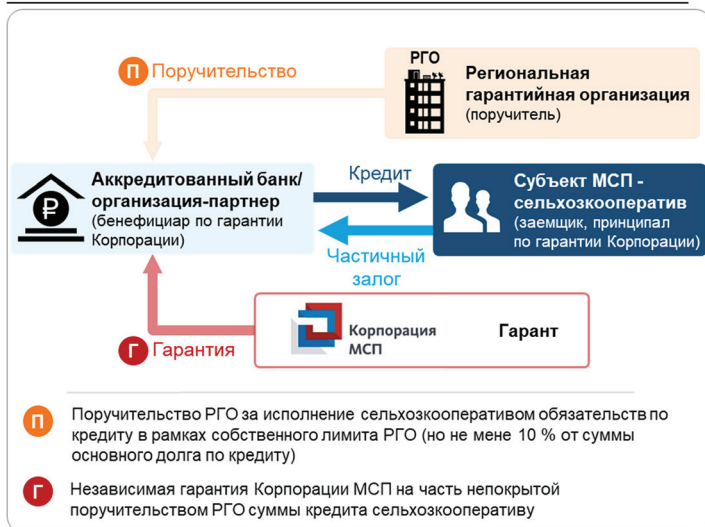 РГО
П Поручительство
Региональная
гарантийная организация
(поручитель)
Аккредитованный банк/
организация-партнер
(бенефициар по гарантии
Корпорации)
Кредит
Частичный
залог
Субъект МСП -
сельхозкооператив
(заемщик, принципал
по гарантии Корпорации)
Г Гарантия
Корпорация
МСП
Гарант
П Поручительство РГО за исполнение сельхозкооперативом обязательств по
кредиту в рамках собственного лимита РГО (но не мене 10 % от суммы
основного долга по кредиту)
Г Независимая гарантия Корпорации МСП на часть непокрытой
поручительством РГО суммы кредита сельхозкооперативу